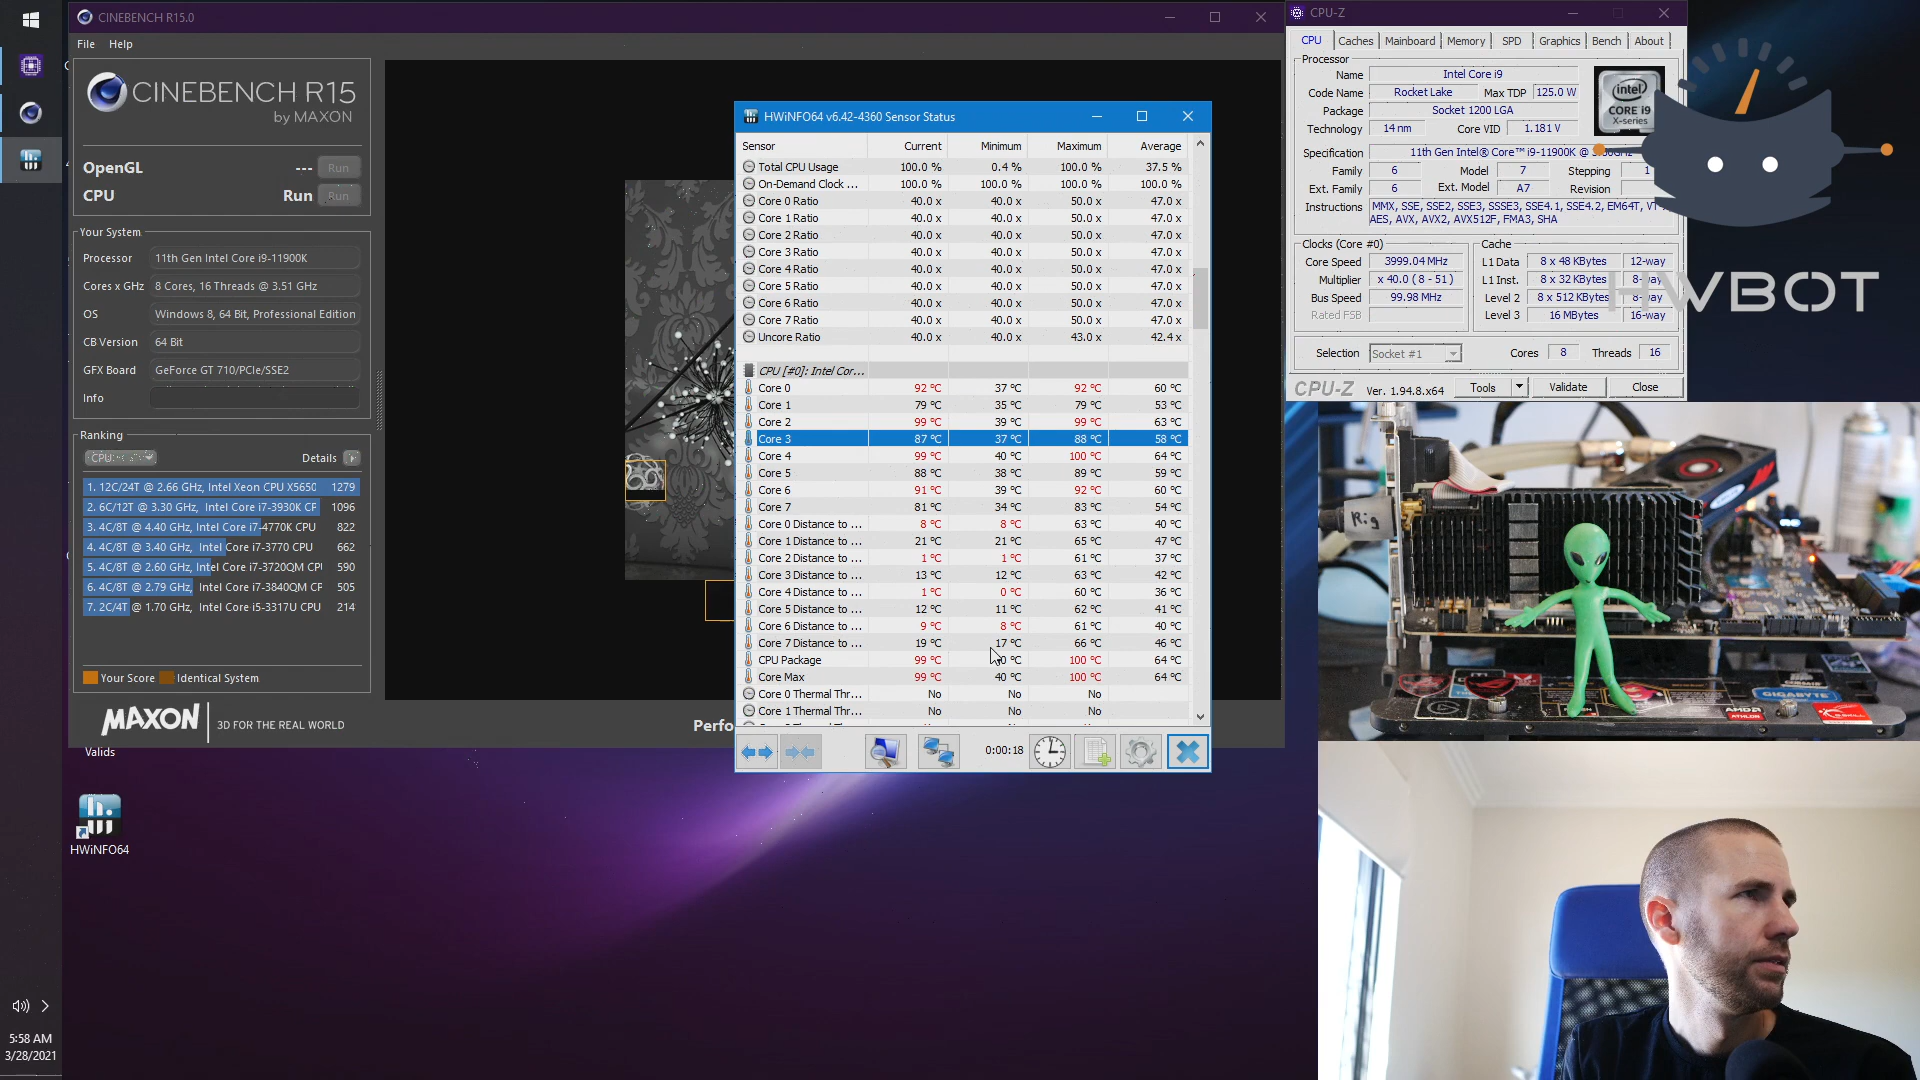 CINEBENCH R15.0
File Help
CINEBENCH R15
by MAXON
OpenGL --- Run
CPU Run Run
Your System
Processor 11th Gen Intel Core i9-11900K
Cores x GHz 8 Cores, 16 Threads @ 3.51 GHz
OS Windows 8, 64 Bit, Professional Edition
CB Version 64 Bit
GFX Board GeForce GT 710/PCIe/SSE2
Info
Ranking
Details
1. 12C/24T @ 2.66 GHz, Intel Xeon CPU X5650 1279
2. 6C/12T @ 3.30 GHz, Intel Core i7-3930K CP 1096
3. 4C/8T @ 4.40 GHz, Intel Core i7-4770K CPU 822
4. 4C/8T @ 3.40 GHz, Intel Core i7-3770 CPU 662
5. 4C/8T @ 2.60 GHz, Intel Core i7-3720QM CPU 590
6. 4C/8T @ 2.79 GHz, Intel Core i7-3840QM CP 505
7. 2C/4T @ 1.70 GHz, Intel Core i5-3317U CPU 214
Your Score Identical System
MAXON 3D FOR THE REAL WORLD
Perfo
Valids
HWiNFO64
5:58 AM
3/28/2021
HWiNFO64 v6.42-4360 Sensor Status
Sensor Current Minimum Maximum Average
Total CPU Usage 100.0 % 0.4 % 100.0 % 37.5 %
On-Demand Clock ... 100.0 % 100.0 % 100.0 % 100.0 %
Core 0 Ratio 40.0 x 40.0 x 50.0 x 47.0 x
Core 1 Ratio 40.0 x 40.0 x 50.0 x 47.0 x
Core 2 Ratio 40.0 x 40.0 x 50.0 x 47.0 x
Core 3 Ratio 40.0 x 40.0 x 50.0 x 47.0 x
Core 4 Ratio 40.0 x 40.0 x 50.0 x 47.0 x
Core 5 Ratio 40.0 x 40.0 x 50.0 x 47.0 x
Core 6 Ratio 40.0 x 40.0 x 50.0 x 47.0 x
Core 7 Ratio 40.0 x 40.0 x 50.0 x 47.0 x
Uncore Ratio 40.0 x 40.0 x 43.0 x 42.4 x
CPU [#0]: Intel Cor...
Core 0 92 °C 37 °C 92 °C 60 °C
Core 1 79 °C 35 °C 79 °C 53 °C
Core 2 99 °C 39 °C 99 °C 63 °C
Core 3 87 °C 37 °C 88 °C 58 °C
Core 4 99 °C 40 °C 100 °C 64 °C
Core 5 88 °C 38 °C 89 °C 59 °C
Core 6 91 °C 39 °C 92 °C 60 °C
Core 7 81 °C 34 °C 83 °C 54 °C
Core 0 Distance to ... 8 °C 8 °C 63 °C 40 °C
Core 1 Distance to ... 21 °C 21 °C 65 °C 47 °C
Core 2 Distance to ... 1 °C 1 °C 61 °C 37 °C
Core 3 Distance to ... 13 °C 12 °C 63 °C 42 °C
Core 4 Distance to ... 1 °C 0 °C 60 °C 36 °C
Core 5 Distance to ... 12 °C 11 °C 62 °C 41 °C
Core 6 Distance to ... 9 °C 8 °C 61 °C 40 °C
Core 7 Distance to ... 19 °C 17 °C 66 °C 46 °C
CPU Package 99 °C 0 °C 100 °C 64 °C
Core Max 99 °C 40 °C 100 °C 64 °C
Core 0 Thermal Thr... No No No
Core 1 Thermal Thr... No No No
0:00:18
CPU-Z
CPU Caches Mainboard Memory SPD Graphics Bench About
Processor
Name Intel Core i9
Code Name Rocket Lake Max TDP 125.0 W
Package Socket 1200 LGA
Technology 14 nm Core VID 1.181 V
Specification 11th Gen Intel® Core™ i9-11900K @
Family 6 Model 7 Stepping 1
Ext. Family 6 Ext. Model A7 Revision
Instructions MMX, SSE, SSE2, SSE3, SSSE3, SSE4.1, SSE4.2, EM64T, VT-
AES, AVX, AVX2, AVX512F, FMA3, SHA
intel
CORE i9
X-series
Clocks (Core #0)
Core Speed 3999.04 MHz
Multiplier x 40.0 ( 8 - 51 )
Bus Speed 99.98 MHz
Rated FSB
Cache
L1 Data 8 x 48 KBytes 12-way
L1 Inst. 8 x 32 KBytes 8-way
Level 2 8 x 512 KBytes 8-way
Level 3 16 MBytes 16-way
Selection Socket #1 Cores 8 Threads 16
CPU-Z Ver. 1.94.8.x64 Tools Validate Close
HWBOT
Rig
GIGABYTE
AMD
ATHLON
G.SKILL